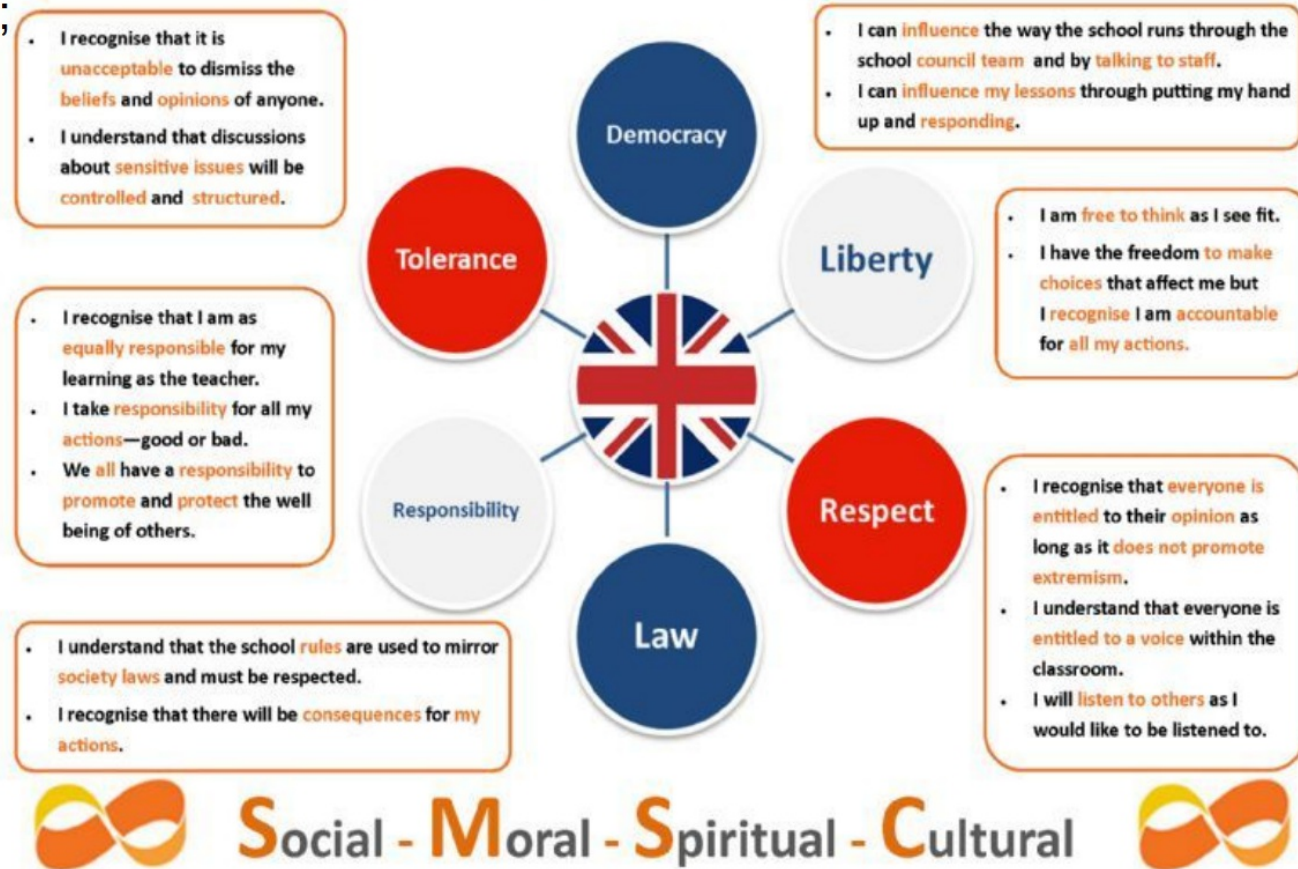 ;
• I recognise that it is
unacceptable to dismiss the
beliefs and opinions of anyone.
• I understand that discussions
about sensitive issues will be
controlled and structured.
Democracy
• I can influence the way the school runs through the
school council team and by talking to staff.
• I can influence my lessons through putting my hand
up and responding.
Tolerance
Liberty
• I am free to think as I see fit.
• I have the freedom to make
choices that affect me but
I recognise I am accountable
for all my actions.
• I recognise that I am as
equally responsible for my
learning as the teacher.
• I take responsibility for all my
actions—good or bad.
• We all have a responsibility to
promote and protect the well
being of others.
Responsibility
Respect
• I recognise that everyone is
entitled to their opinion as
long as it does not promote
extremism.
• I understand that everyone is
entitled to a voice within the
classroom.
• I will listen to others as I
would like to be listened to.
Law
• I understand that the school rules are used to mirror
society laws and must be respected.
• I recognise that there will be consequences for my
actions.
Social - Moral - Spiritual - Cultural